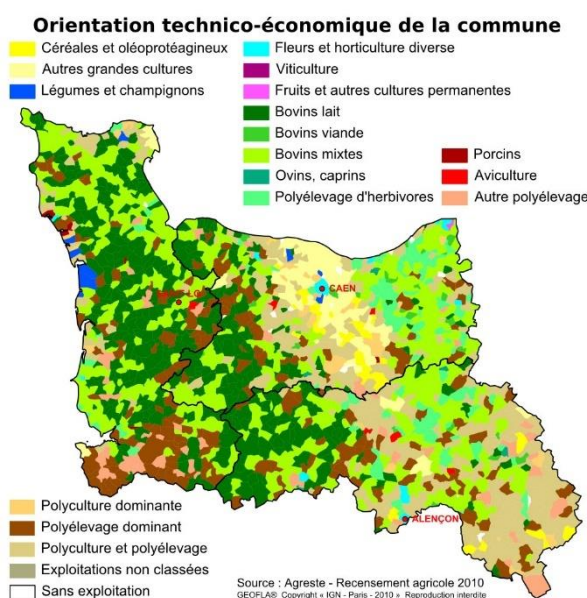 Orientation technico-économique de la commune
Céréales et oléoprotéagineux
Autres grandes cultures
Légumes et champignons
Fleurs et horticulture diverse
Viticulture
Fruits et autres cultures permanentes
Bovins lait
Bovins viande
Bovins mixtes
Ovins, caprins
Polyélevage d'herbivores
Porcins
Aviculture
Autre polyélevage
CAEN
ALENÇON
Polyculture dominante
Polyélevage dominant
Polyculture et polyélevage
Exploitations non classées
Sans exploitation
Source : Agreste - Recensement agricole 2010
GEOFLA® Copyright « IGN - Paris - 2010 » Reproduction interdite